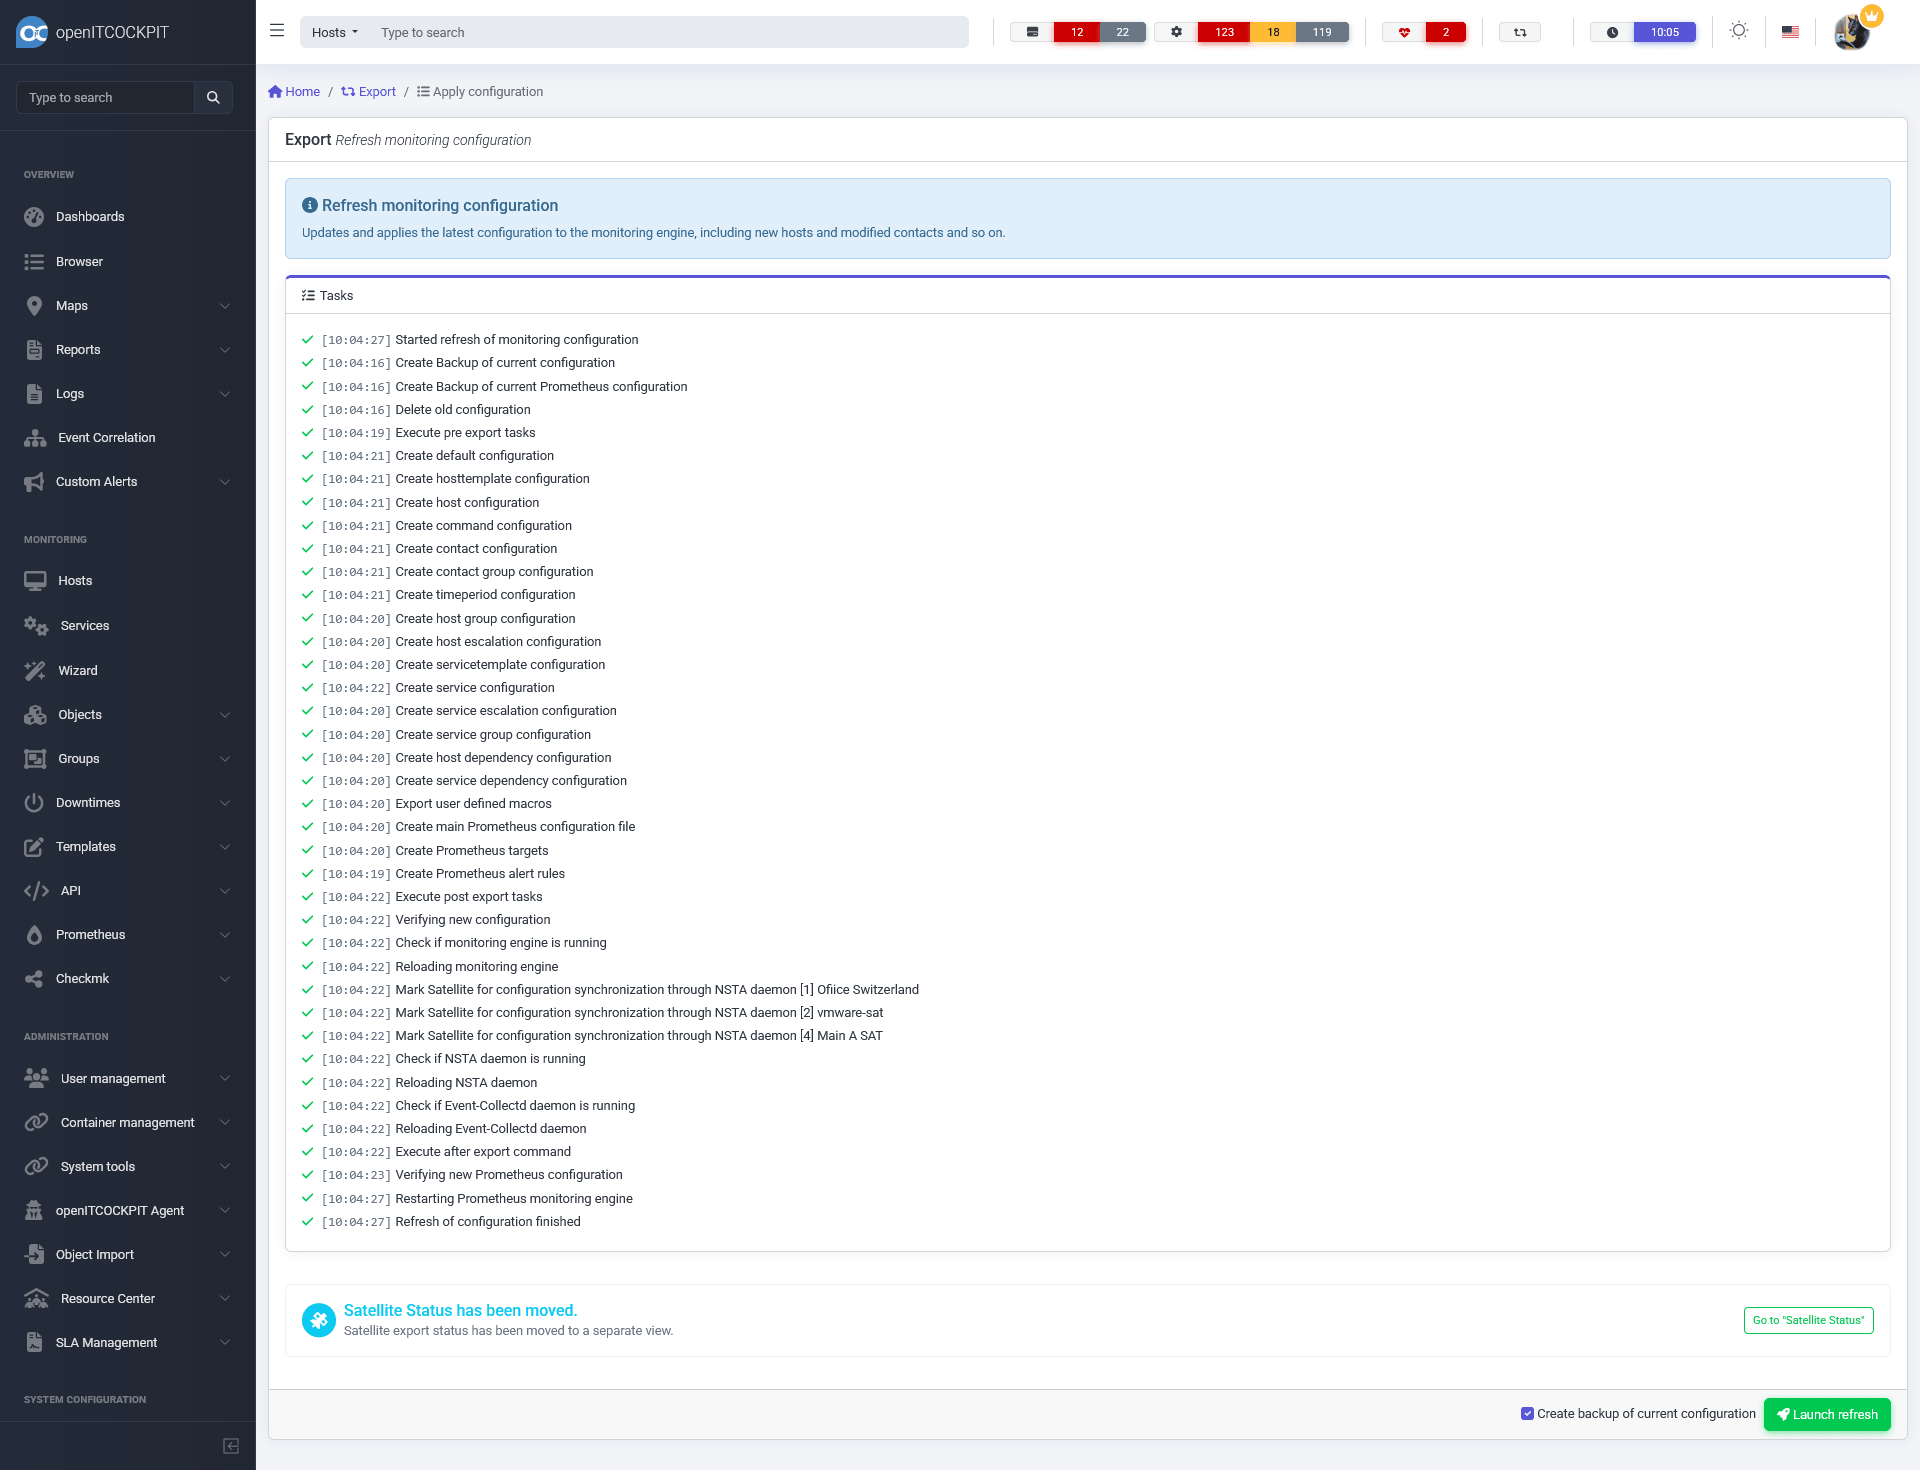 openITCOCKPIT
Hosts
Type to search
12
22
123
18
119
2
10:05
Type to search
Home / Export / Apply configuration
Export Refresh monitoring configuration
Refresh monitoring configuration
Updates and applies the latest configuration to the monitoring engine, including new hosts and modified contacts and so on.
Tasks
[10:04:27] Started refresh of monitoring configuration
[10:04:16] Create Backup of current configuration
[10:04:16] Create Backup of current Prometheus configuration
[10:04:16] Delete old configuration
[10:04:19] Execute pre export tasks
[10:04:21] Create default configuration
[10:04:21] Create hosttemplate configuration
[10:04:21] Create host configuration
[10:04:21] Create command configuration
[10:04:21] Create contact configuration
[10:04:21] Create contact group configuration
[10:04:21] Create timeperiod configuration
[10:04:20] Create host group configuration
[10:04:20] Create host escalation configuration
[10:04:20] Create servicetemplate configuration
[10:04:22] Create service configuration
[10:04:20] Create service escalation configuration
[10:04:20] Create service group configuration
[10:04:20] Create host dependency configuration
[10:04:20] Create service dependency configuration
[10:04:20] Export user defined macros
[10:04:20] Create main Prometheus configuration file
[10:04:20] Create Prometheus targets
[10:04:19] Create Prometheus alert rules
[10:04:22] Execute post export tasks
[10:04:22] Verifying new configuration
[10:04:22] Check if monitoring engine is running
[10:04:22] Reloading monitoring engine
[10:04:22] Mark Satellite for configuration synchronization through NSTA daemon [1] Ofiice Switzerland
[10:04:22] Mark Satellite for configuration synchronization through NSTA daemon [2] vmware-sat
[10:04:22] Mark Satellite for configuration synchronization through NSTA daemon [4] Main A SAT
[10:04:22] Check if NSTA daemon is running
[10:04:22] Reloading NSTA daemon
[10:04:22] Check if Event-Collectd daemon is running
[10:04:22] Reloading Event-Collectd daemon
[10:04:22] Execute after export command
[10:04:23] Verifying new Prometheus configuration
[10:04:27] Restarting Prometheus monitoring engine
[10:04:27] Refresh of configuration finished
Satellite Status has been moved.
Satellite export status has been moved to a separate view.
Go to "Satellite Status"
Create backup of current configuration
Launch refresh
OVERVIEW
Dashboards
Browser
Maps
Reports
Logs
Event Correlation
Custom Alerts
MONITORING
Hosts
Services
Wizard
Objects
Groups
Downtimes
Templates
API
Prometheus
Checkmk
ADMINISTRATION
User management
Container management
System tools
openITCOCKPIT Agent
Object Import
Resource Center
SLA Management
SYSTEM CONFIGURATION